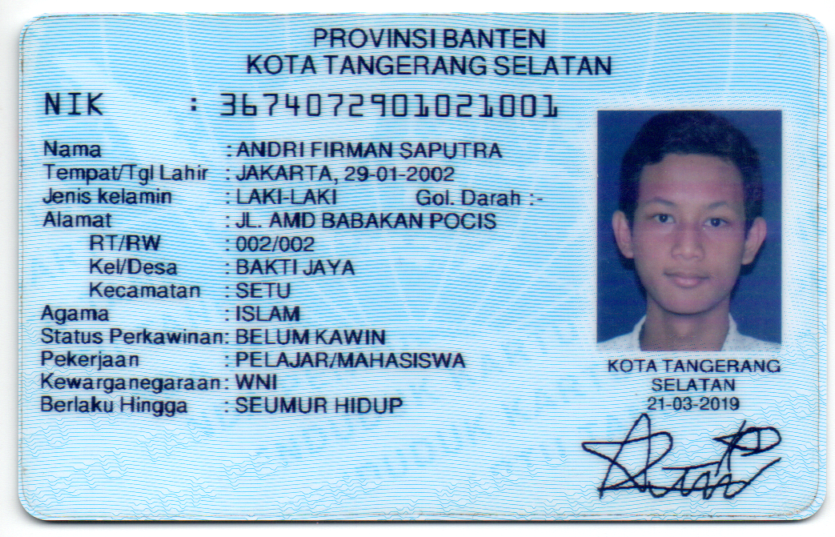 PROVINSI BANTEN
KOTA TANGERANG SELATAN
NIK : 3674072901021001
Nama : ANDRI FIRMAN SAPUTRA
Tempat/Tgl Lahir : JAKARTA, 29-01-2002
Jenis kelamin : LAKI-LAKI Gol. Darah :-
Alamat : JL. AMD BABAKAN POCIS
RT/RW : 002/002
Kel/Desa : BAKTI JAYA
Kecamatan : SETU
Agama : ISLAM
Status Perkawinan: BELUM KAWIN
Pekerjaan : PELAJAR/MAHASISWA
Kewarganegaraan : WNI
Berlaku Hingga : SEUMUR HIDUP
KOTA TANGERANG
SELATAN
21-03-2019